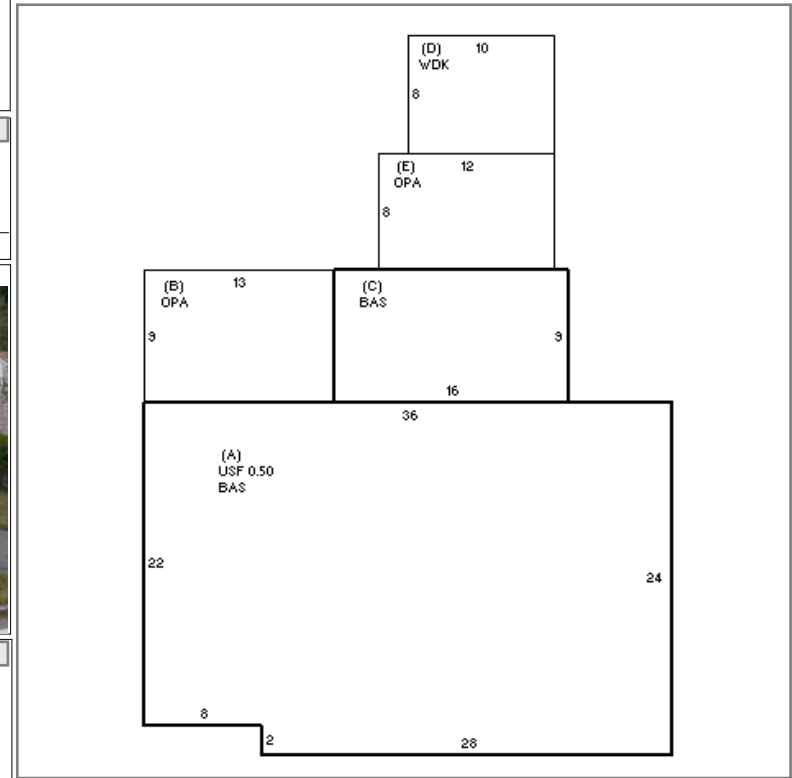 (D) 10
WDK
8
(E) 12
OPA
8
(B) 13
OPA
9
(C)
BAS
9
16
36
(A)
USF 0.50
BAS
22
24
8
2
28